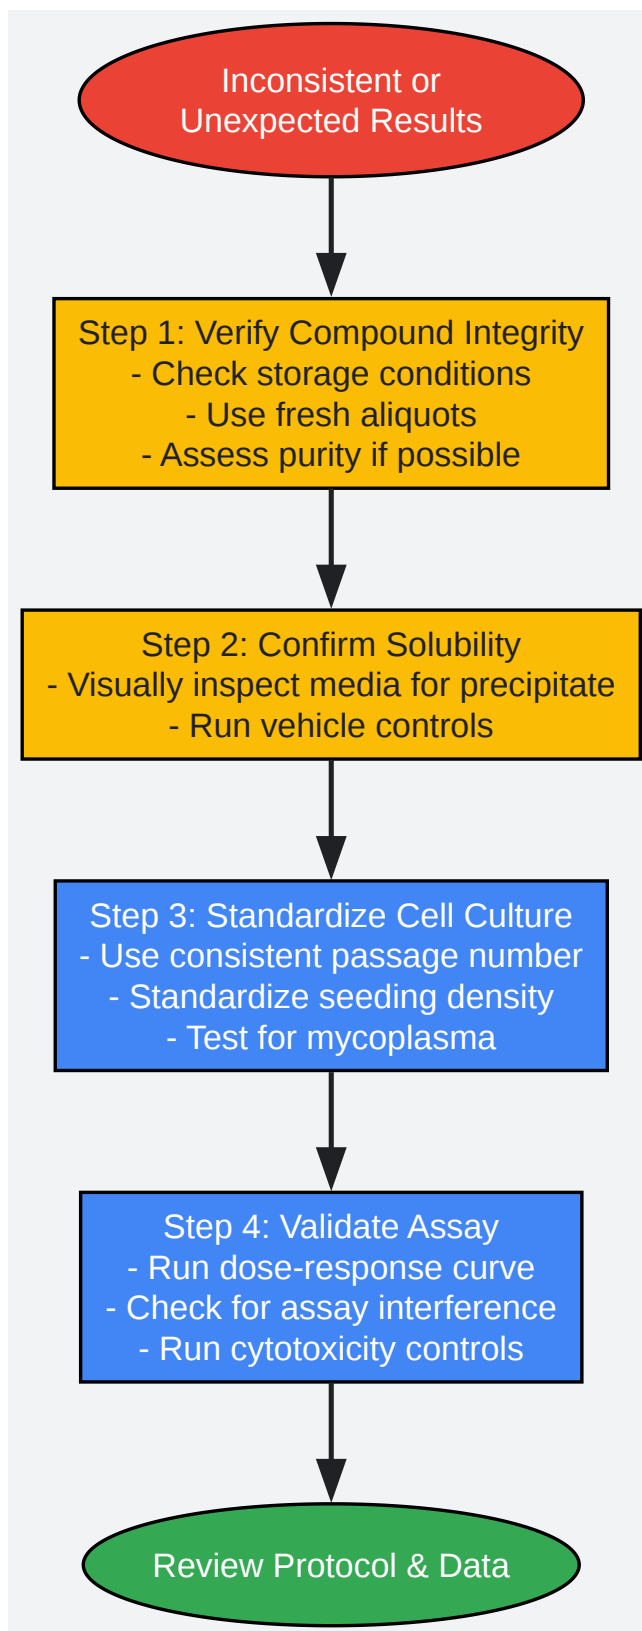 Inconsistent or
Unexpected Results
Step 1: Verify Compound Integrity
- Check storage conditions
- Use fresh aliquots
- Assess purity if possible
Step 2: Confirm Solubility
- Visually inspect media for precipitate
- Run vehicle controls
Step 3: Standardize Cell Culture
- Use consistent passage number
- Standardize seeding density
- Test for mycoplasma
Step 4: Validate Assay
- Run dose-response curve
- Check for assay interference
- Run cytotoxicity controls
Review Protocol & Data